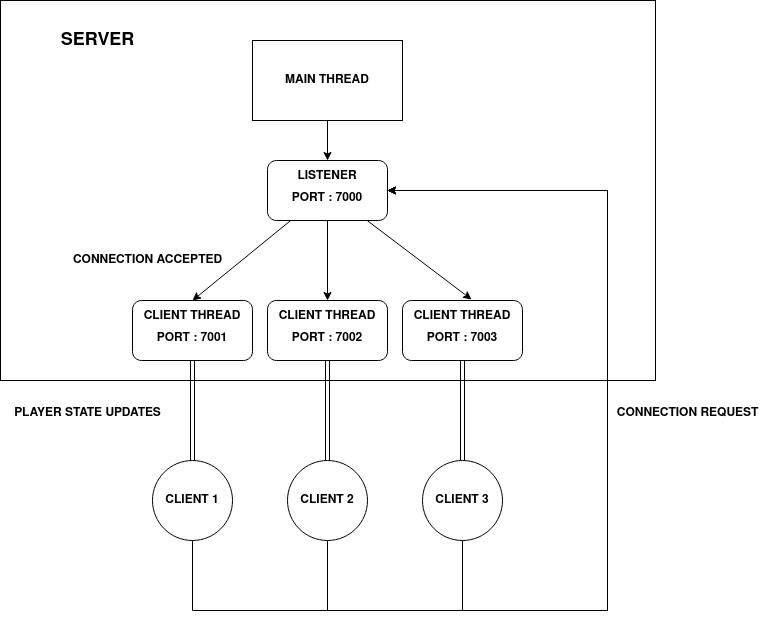 SERVER
MAIN THREAD
LISTENER
PORT : 7000
CONNECTION ACCEPTED
CLIENT THREAD
PORT : 7001
CLIENT THREAD
PORT : 7002
CLIENT THREAD
PORT : 7003
PLAYER STATE UPDATES
CONNECTION REQUEST
CLIENT 1
CLIENT 2
CLIENT 3